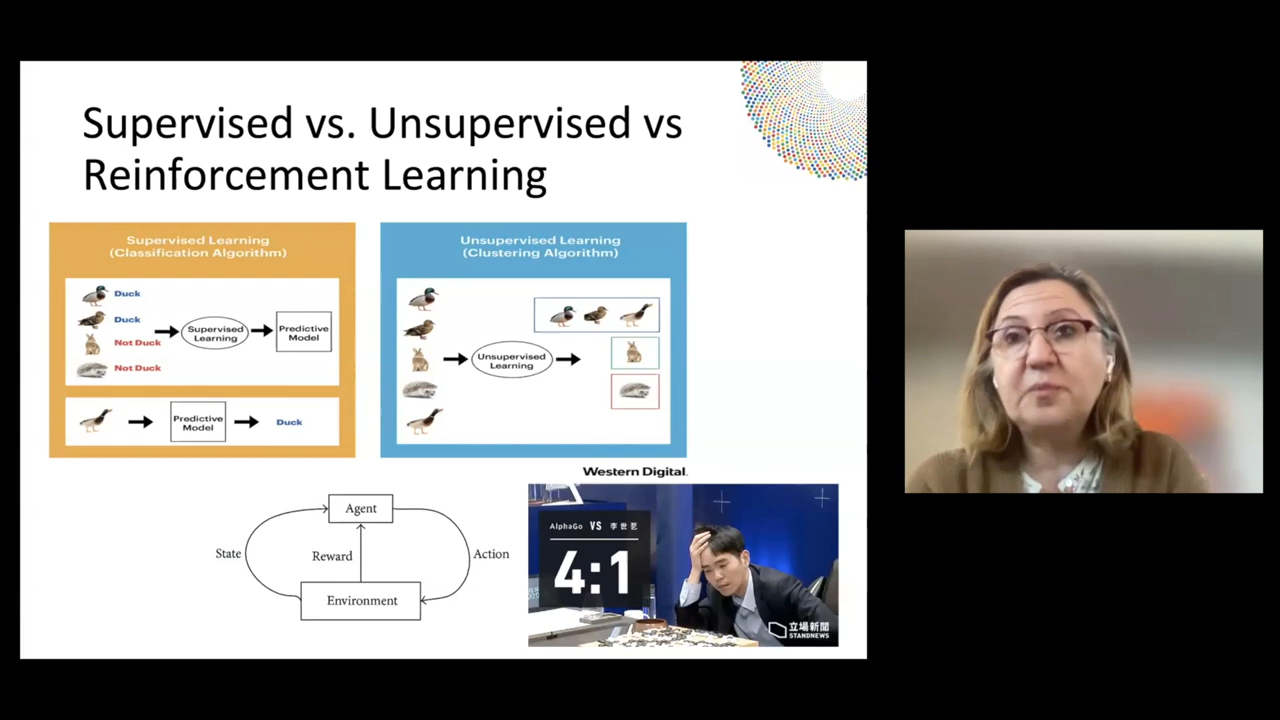 Supervised vs. Unsupervised vs
Reinforcement Learning
Supervised Learning
(Classification Algorithm)
Duck
Duck
Not Duck
Not Duck
Supervised
Learning
Predictive
Model
Predictive
Model
Duck
Unsupervised Learning
(Clustering Algorithm)
Unsupervised
Learning
Western Digital.
Agent
State
Reward
Action
Environment
AlphaGo VS 李世乭
4:1
立場新聞
STANDNEWS